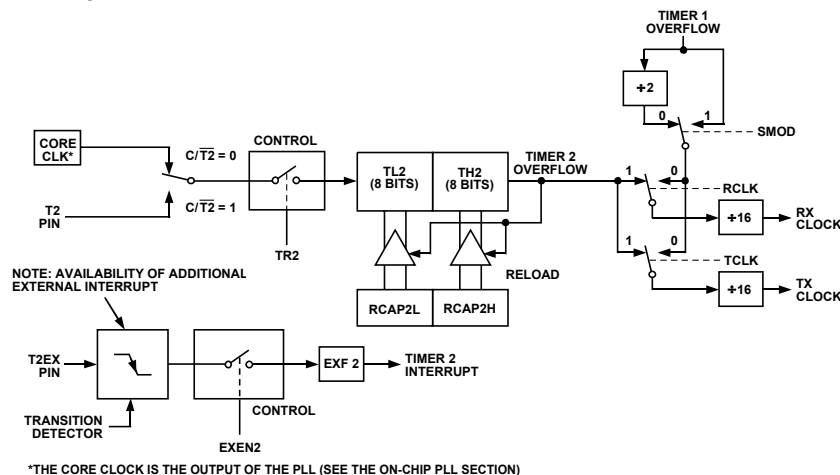 TIMER 1
OVERFLOW
÷2
0
1
SMOD
CONTROL
CORE
CLK*
C/T2 = 0
TL2
(8 BITS)
TH2
(8 BITS)
TIMER 2
OVERFLOW
1
0
RCLK
T2
PIN
C/T2 = 1
÷16
RX
CLOCK
TR2
RELOAD
1
0
TCLK
NOTE: AVAILABILITY OF ADDITIONAL
EXTERNAL INTERRUPT
RCAP2L
RCAP2H
÷16
TX
CLOCK
T2EX
PIN
EXF 2
TIMER 2
INTERRUPT
CONTROL
TRANSITION
DETECTOR
EXEN2
*THE CORE CLOCK IS THE OUTPUT OF THE PLL (SEE THE ON-CHIP PLL SECTION)